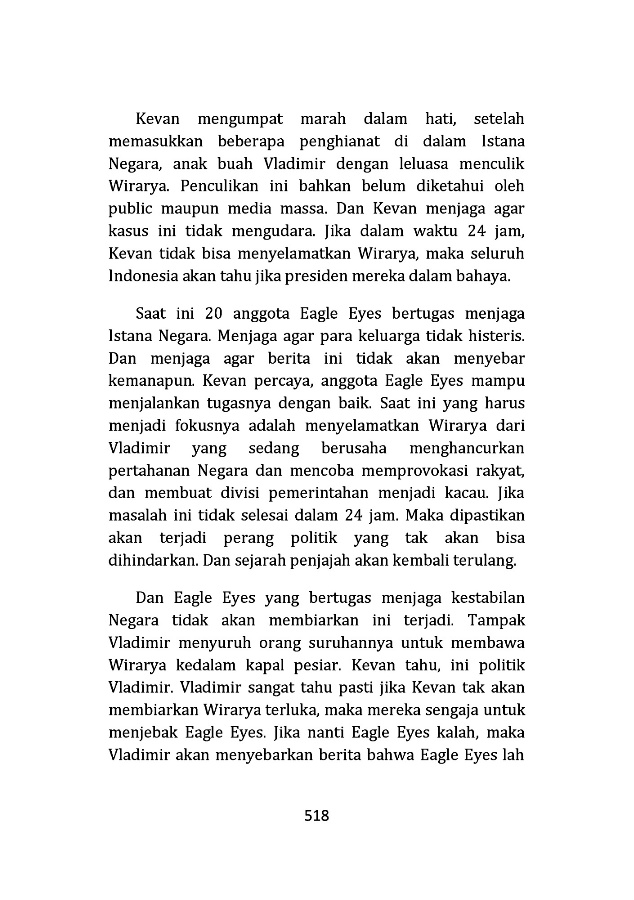 Kevan mengumpat marah dalam hati, setelah
memasukkan beberapa penghianat di dalam Istana
Negara, anak buah Vladimir dengan leluasa menculik
Wirarya. Penculikan ini bahkan belum diketahui oleh
public maupun media massa. Dan Kevan menjaga agar
kasus ini tidak mengudara. Jika dalam waktu 24 jam,
Kevan tidak bisa menyelamatkan Wirarya, maka seluruh
Indonesia akan tahu jika presiden mereka dalam bahaya.
Saat ini 20 anggota Eagle Eyes bertugas menjaga
Istana Negara. Menjaga agar para keluarga tidak histeris.
Dan menjaga agar berita ini tidak akan menyebar
kemanapun. Kevan percaya, anggota Eagle Eyes mampu
menjalankan tugasnya dengan baik. Saat ini yang harus
menjadi fokusnya adalah menyelamatkan Wirarya dari
Vladimir yang sedang berusaha menghancurkan
pertahanan Negara dan mencoba memprovokasi rakyat,
dan membuat divisi pemerintahan menjadi kacau. Jika
masalah ini tidak selesai dalam 24 jam. Maka dipastikan
akan terjadi perang politik yang tak akan bisa
dihindarkan. Dan sejarah penjajah akan kembali terulang.
Dan Eagle Eyes yang bertugas menjaga kestabilan
Negara tidak akan membiarkan ini terjadi. Tampak
Vladimir menyuruh orang suruhannya untuk membawa
Wirarya kedalam kapal pesiar. Kevan tahu, ini politik
Vladimir. Vladimir sangat tahu pasti jika Kevan tak akan
membiarkan Wirarya terluka, maka mereka sengaja untuk
menjebak Eagle Eyes. Jika nanti Eagle Eyes kalah, maka
Vladimir akan menyebarkan berita bahwa Eagle Eyes lah
518